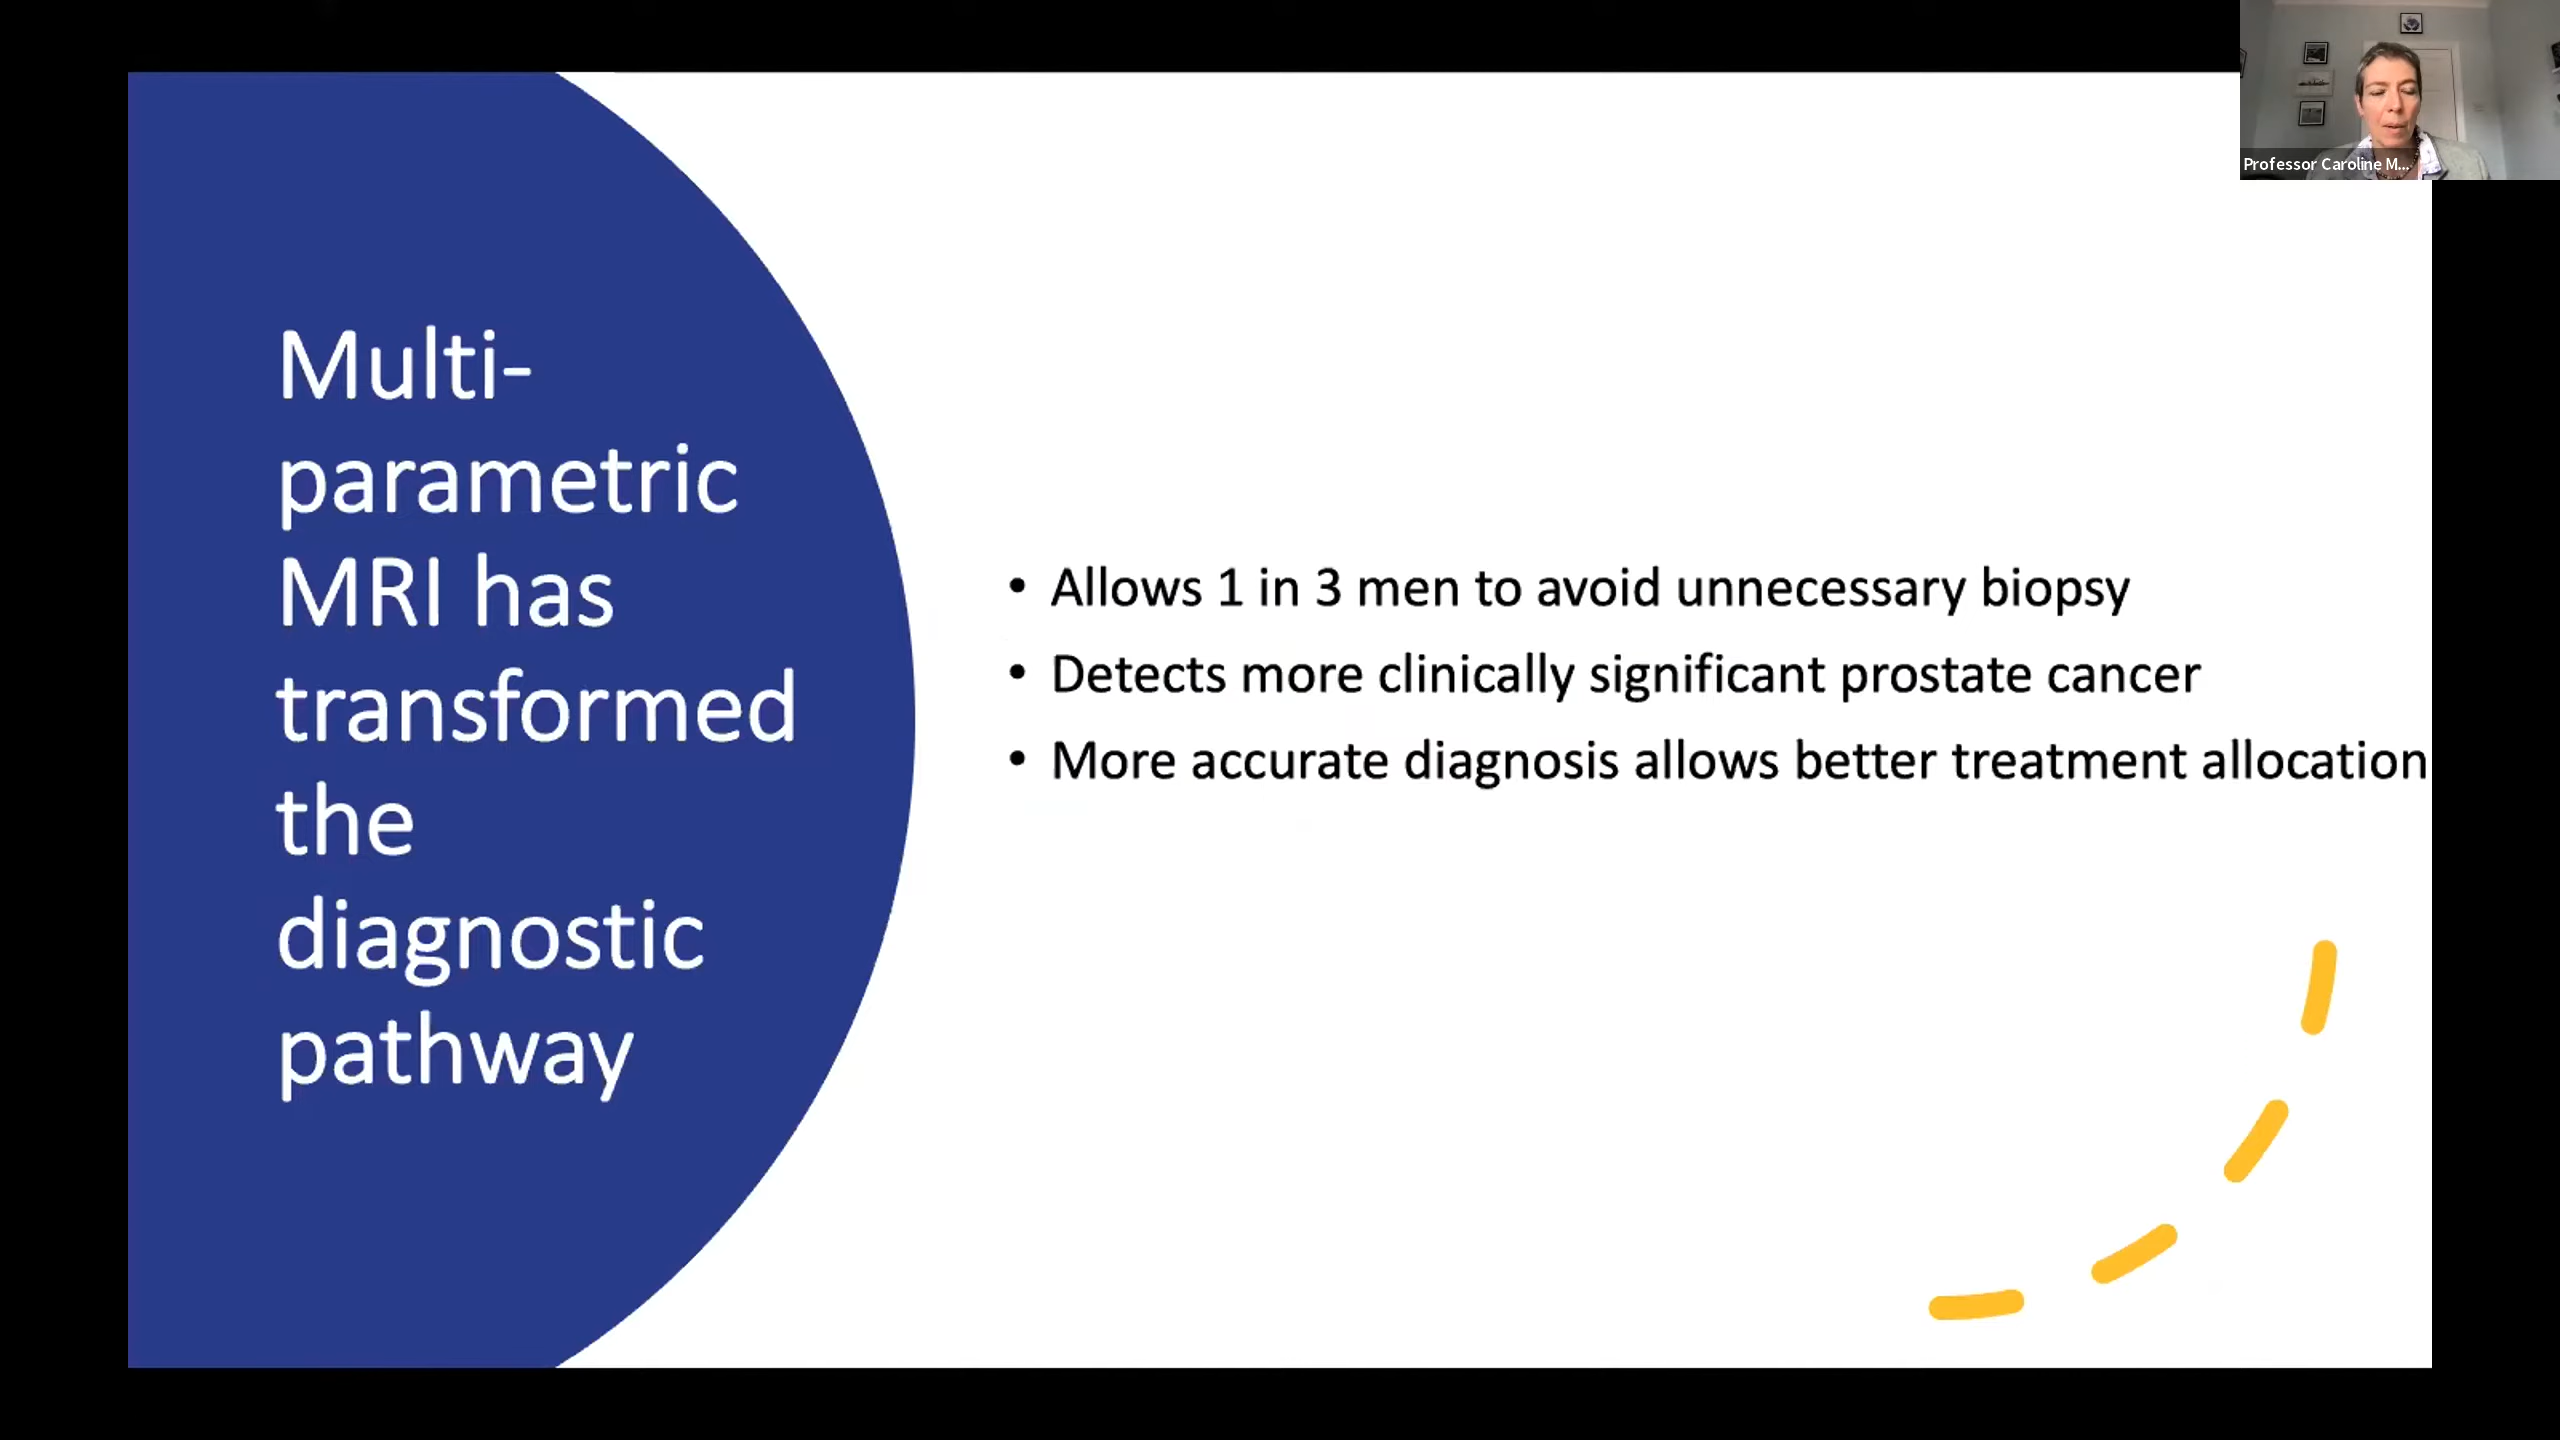 Multi-
parametric
MRI has
transformed
the
diagnostic
pathway
• Allows 1 in 3 men to avoid unnecessary biopsy
• Detects more clinically significant prostate cancer
• More accurate diagnosis allows better treatment allocation
Professor Caroline M...